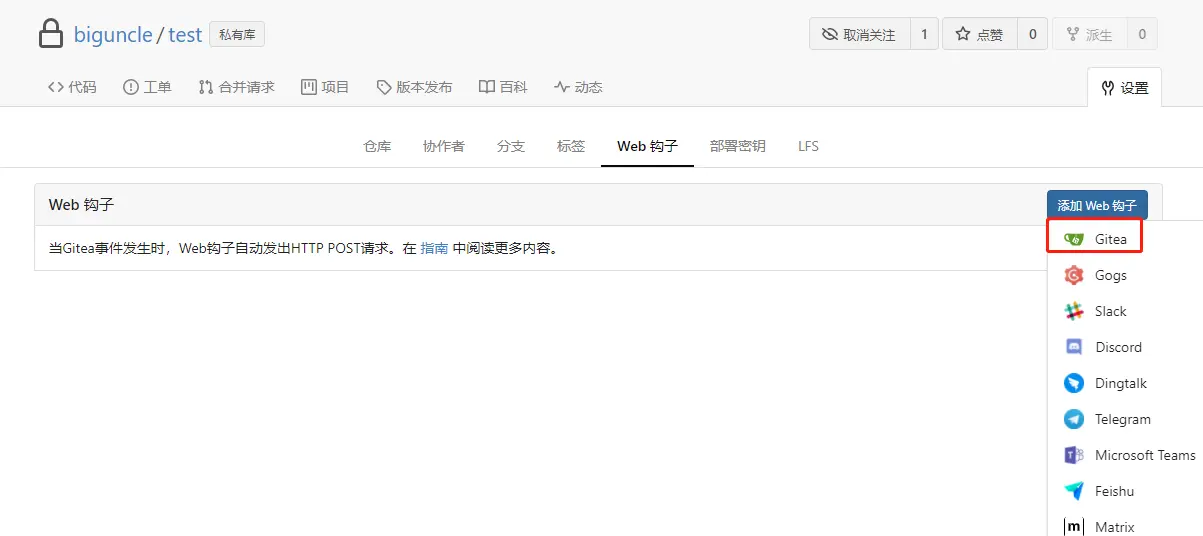 biguncle / test 私有库 取消关注 1 点赞 0 派生 0
代码 工单 合并请求 项目 版本发布 百科 动态 设置
仓库 协作者 分支 标签 Web 钩子 部署密钥 LFS
Web 钩子 添加 Web 钩子
当Gitea事件发生时，Web钩子自动发出HTTP POST请求。在 指南 中阅读更多内容。
Gitea
Gogs
Slack
Discord
Dingtalk
Telegram
Microsoft Teams
Feishu
[m] Matrix